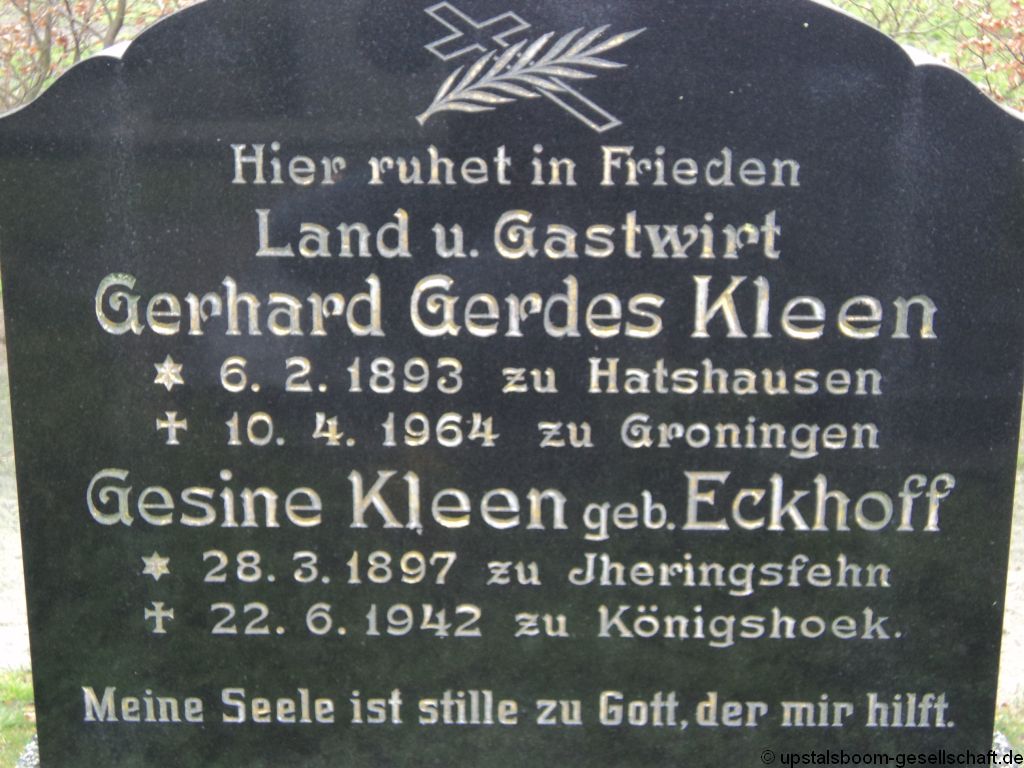 Hier ruhet in Frieden
Land u. Gastwirt
Gerhard Gerdes Kleen
* 6. 2. 1893 zu Hatshausen
† 10. 4. 1964 zu Groningen
Gesine Kleen geb. Eckhoff
* 28. 3. 1897 zu Jheringsfehn
† 22. 6. 1942 zu Königshoek.
Meine Seele ist stille zu Gott, der mir hilft.
© upstalsboom-gesellschaft.de